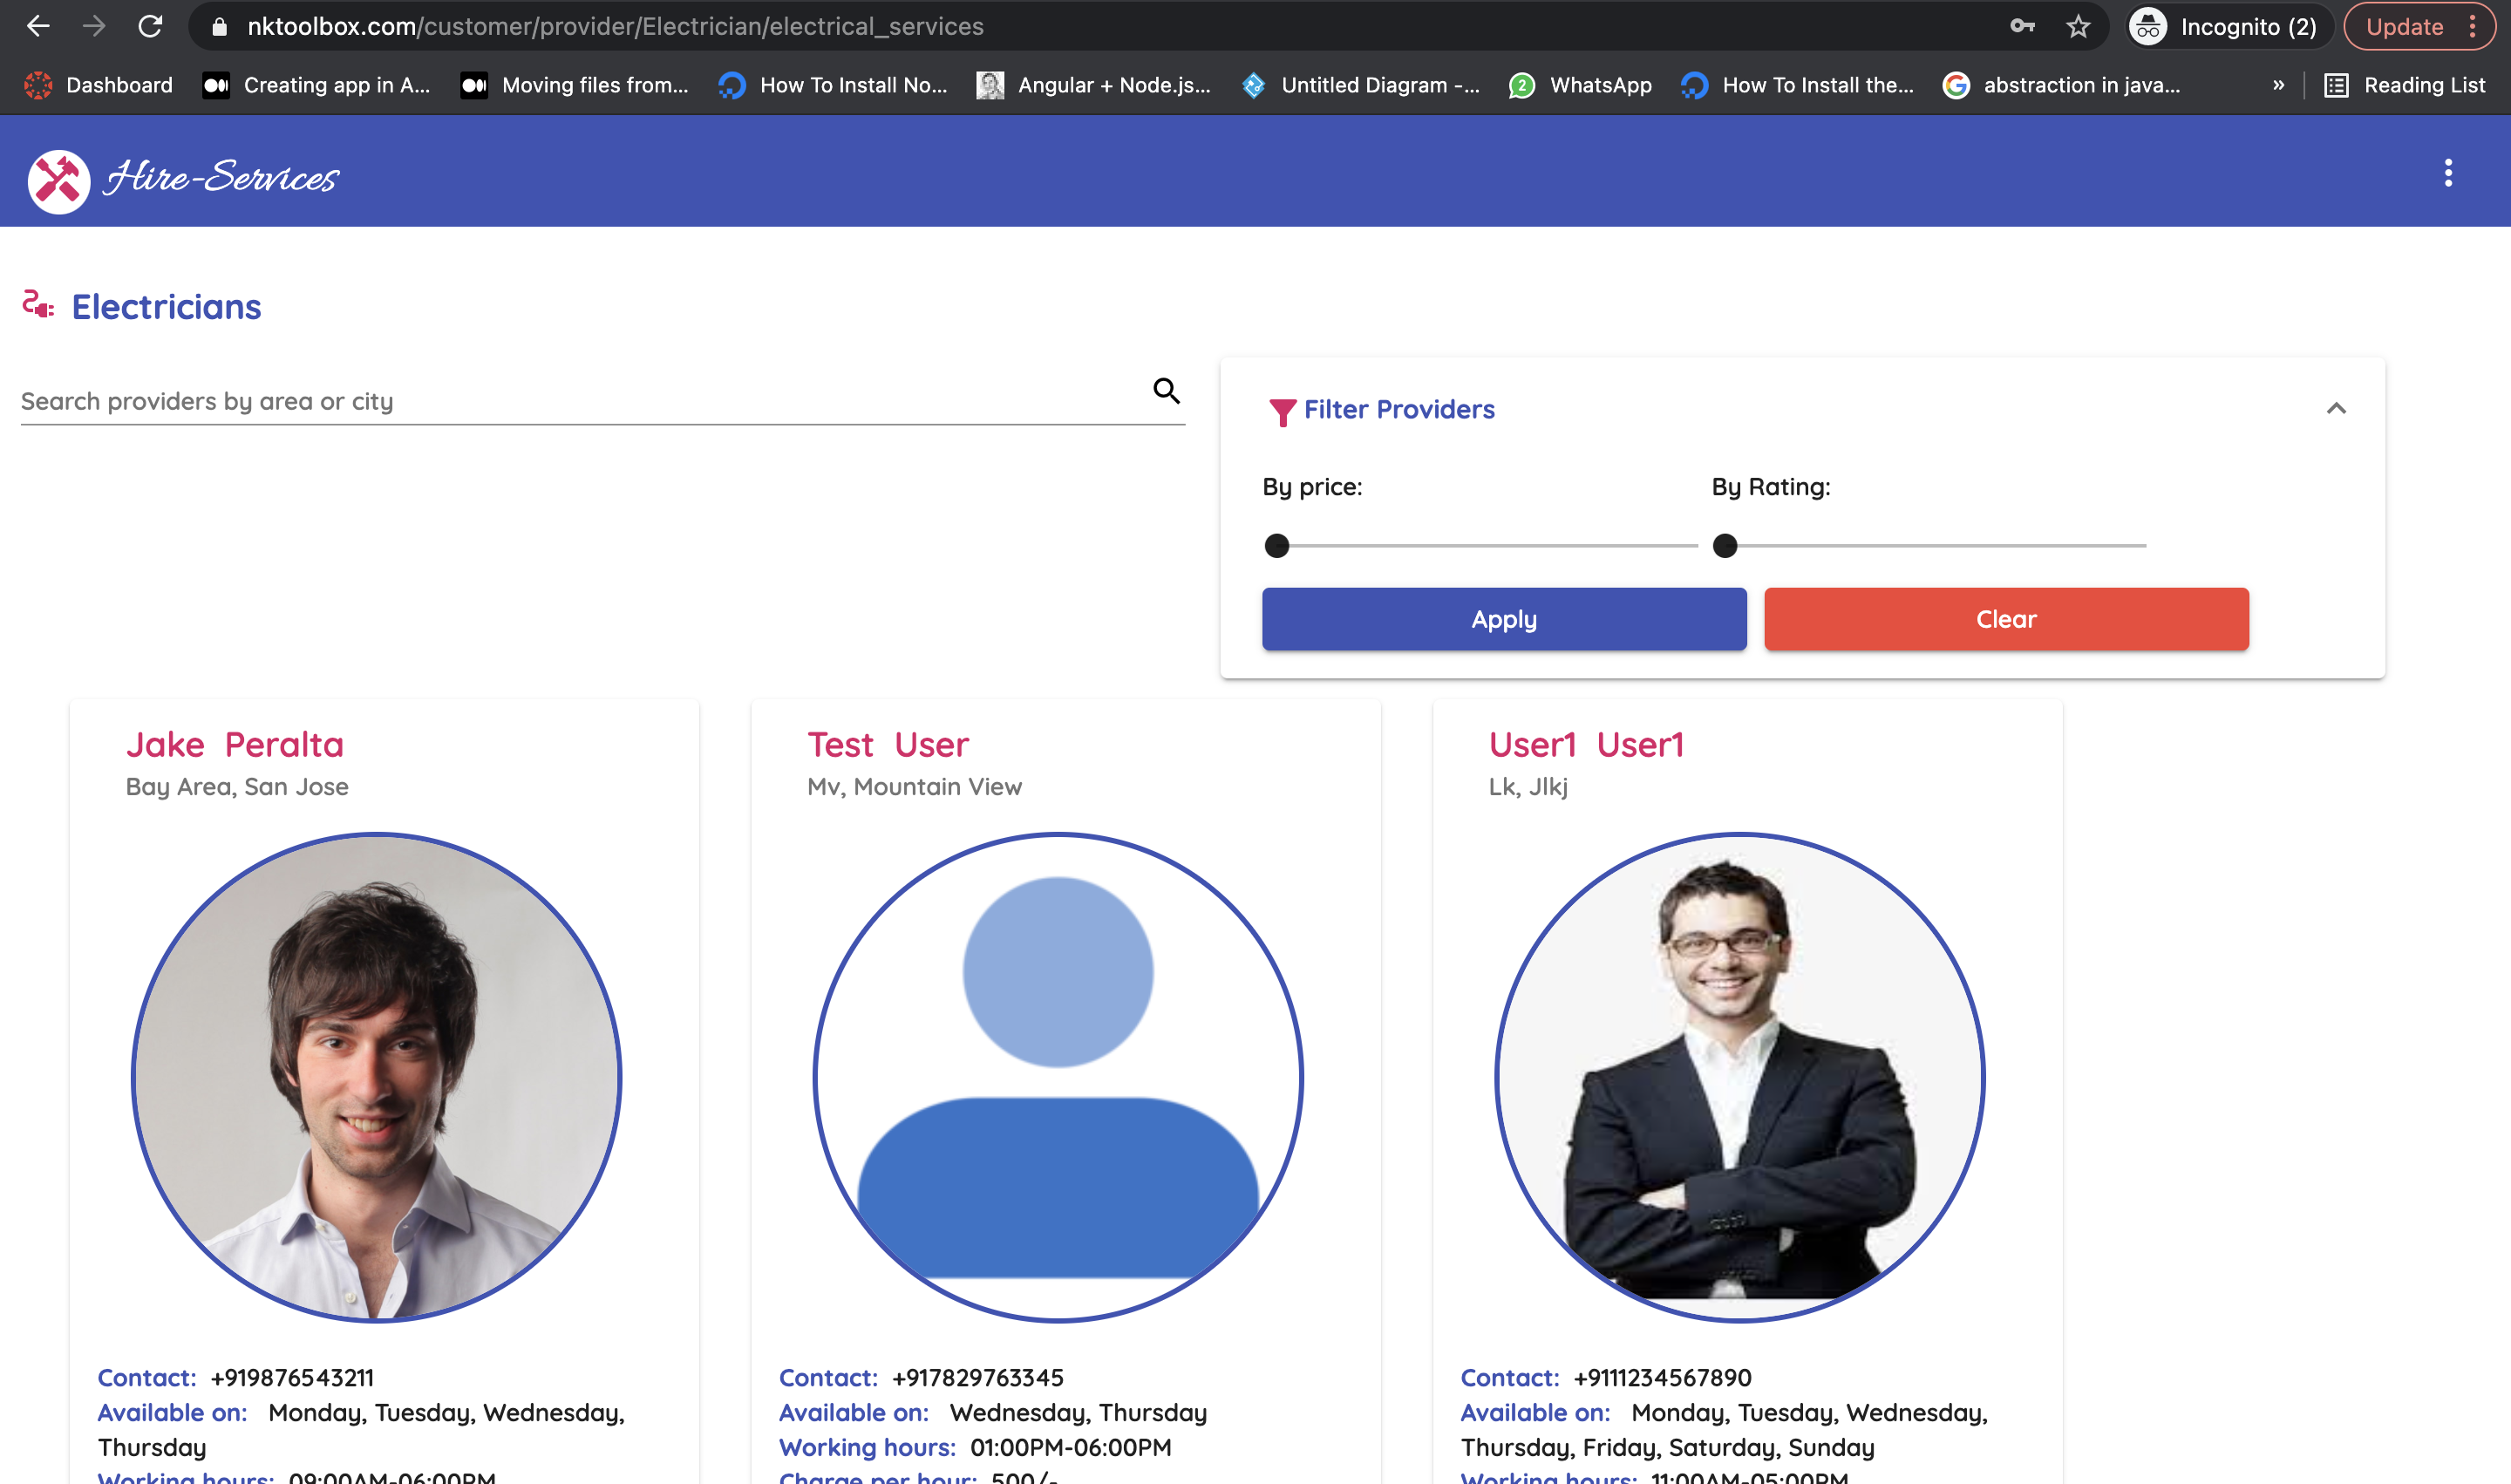 nktoolbox.com/customer/provider/Electrician/electrical_services
Incognito (2)
Update
Dashboard
Creating app in A...
Moving files from...
How To Install No...
Angular + Node.js...
Untitled Diagram -...
2
WhatsApp
How To Install the...
abstraction in java...
»
Reading List
Hire-Services
Electricians
Search providers by area or city
Filter Providers
By price:
By Rating:
Apply
Clear
Jake Peralta
Bay Area, San Jose
Contact: +919876543211
Available on: Monday, Tuesday, Wednesday,
Thursday
Working hours: 09:00AM-06:00PM
Test User
Mv, Mountain View
Contact: +917829763345
Available on: Wednesday, Thursday
Working hours: 01:00PM-06:00PM
Charge per hour: 500/-
User1 User1
Lk, Jlkj
Contact: +9111234567890
Available on: Monday, Tuesday, Wednesday,
Thursday, Friday, Saturday, Sunday
Working hours: 11:00AM-05:00PM